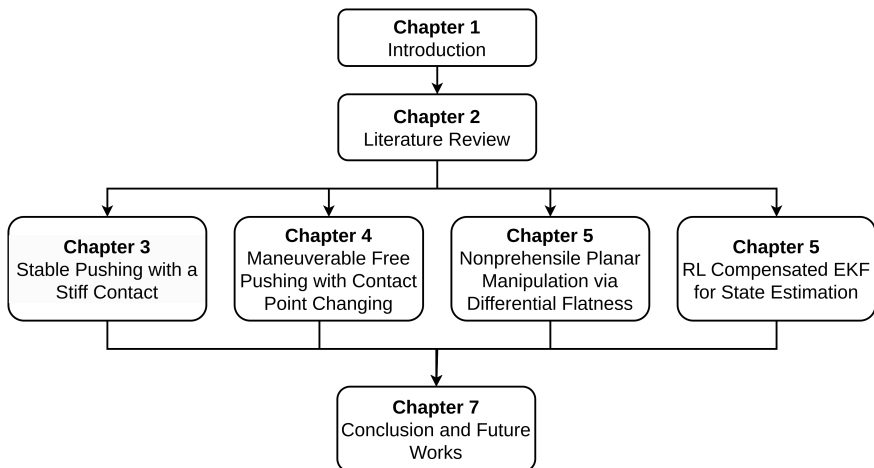 Chapter 1
Introduction
Chapter 2
Literature Review
Chapter 3
Stable Pushing with a
Stiff Contact
Chapter 4
Maneuverable Free
Pushing with Contact
Point Changing
Chapter 5
Nonprehensile Planar
Manipulation via
Differential Flatness
Chapter 5
RL Compensated EKF
for State Estimation
Chapter 7
Conclusion and Future
Works